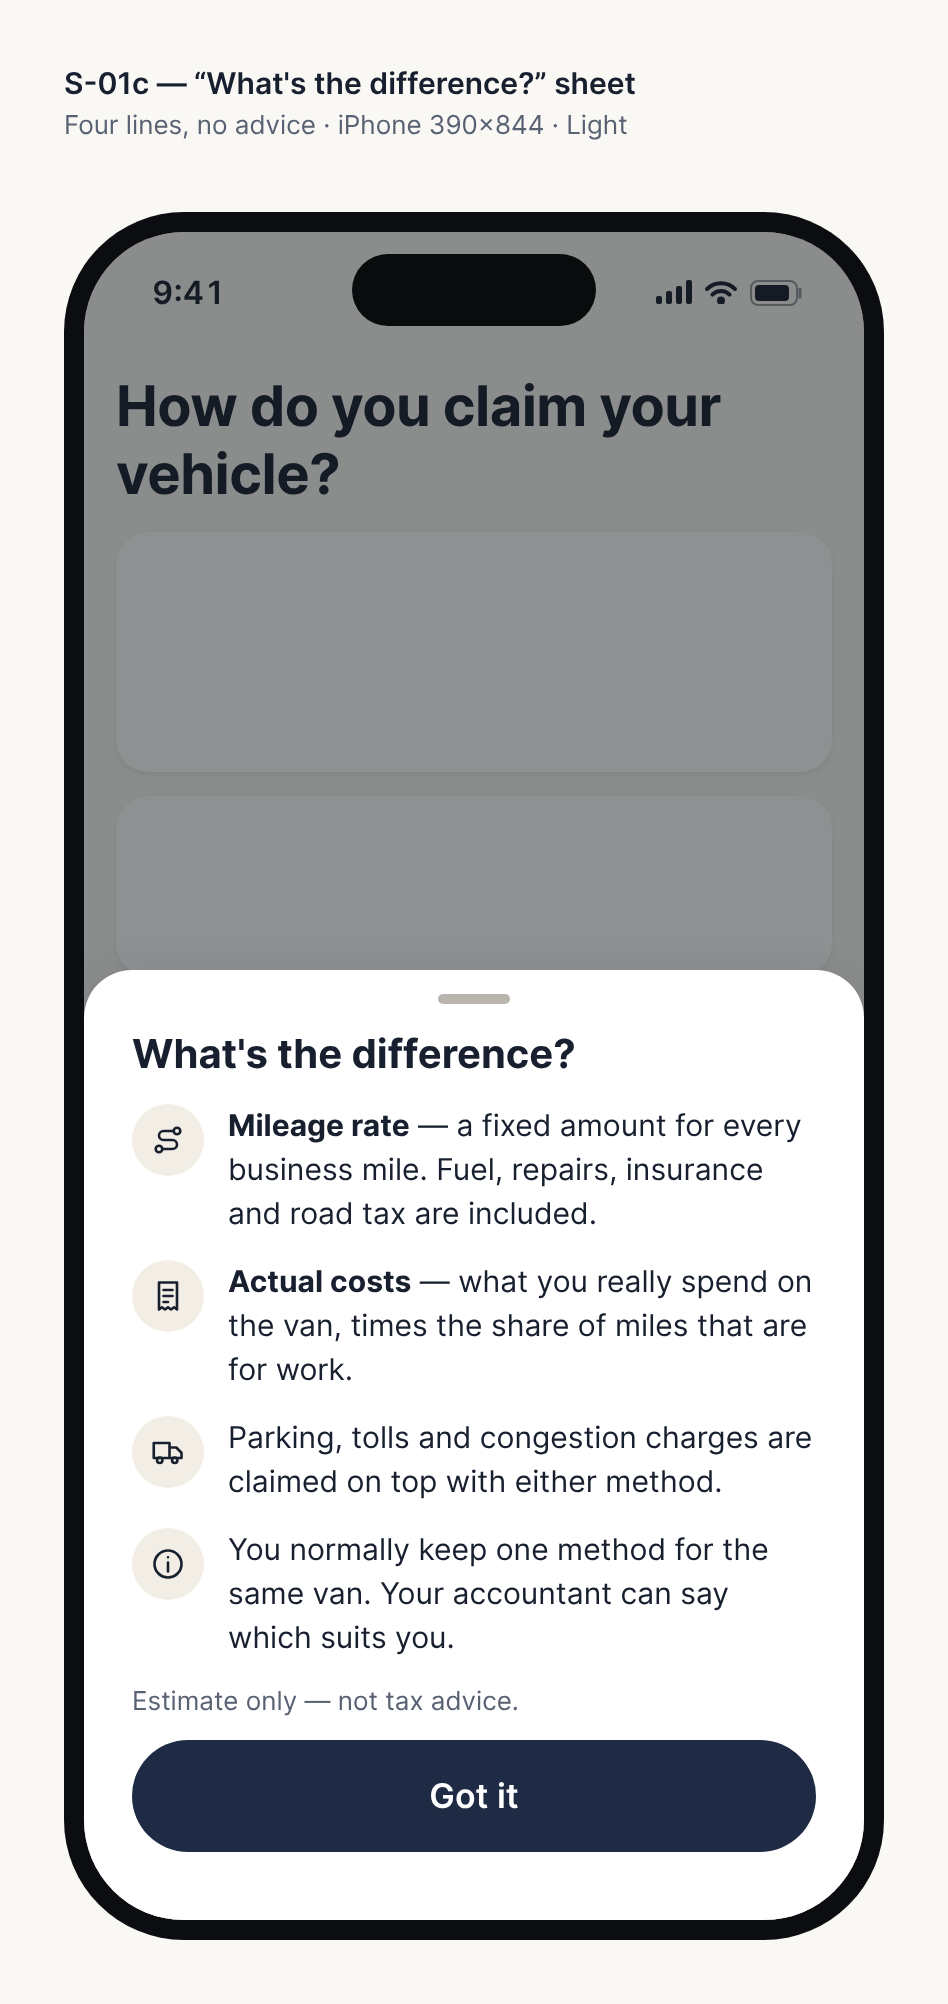 S-01c — “What's the difference?” sheet
Four lines, no advice · iPhone 390×844 · Light
9:41
How do you claim your
vehicle?
What's the difference?
Mileage rate — a fixed amount for every
business mile. Fuel, repairs, insurance
and road tax are included.
Actual costs — what you really spend on
the van, times the share of miles that are
for work.
Parking, tolls and congestion charges are
claimed on top with either method.
You normally keep one method for the
same van. Your accountant can say
which suits you.
Estimate only — not tax advice.
Got it